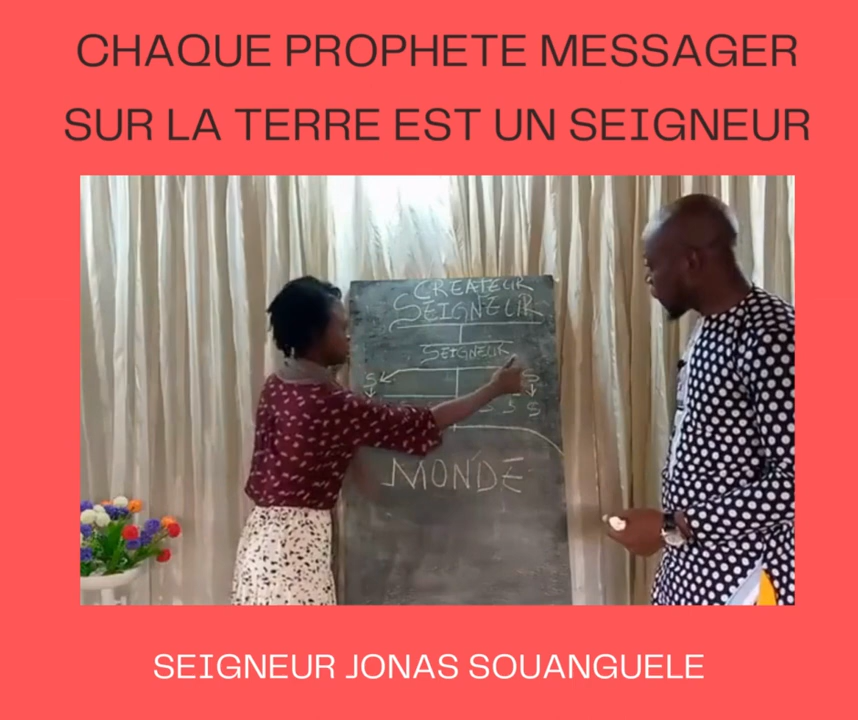 CHAQUE PROPHETE MESSAGER
SUR LA TERRE EST UN SEIGNEUR
CREATEUR
SEIGNEUR
SEIGNEUR
S S
S S S
MONDE
SEIGNEUR JONAS SOUANGUELE